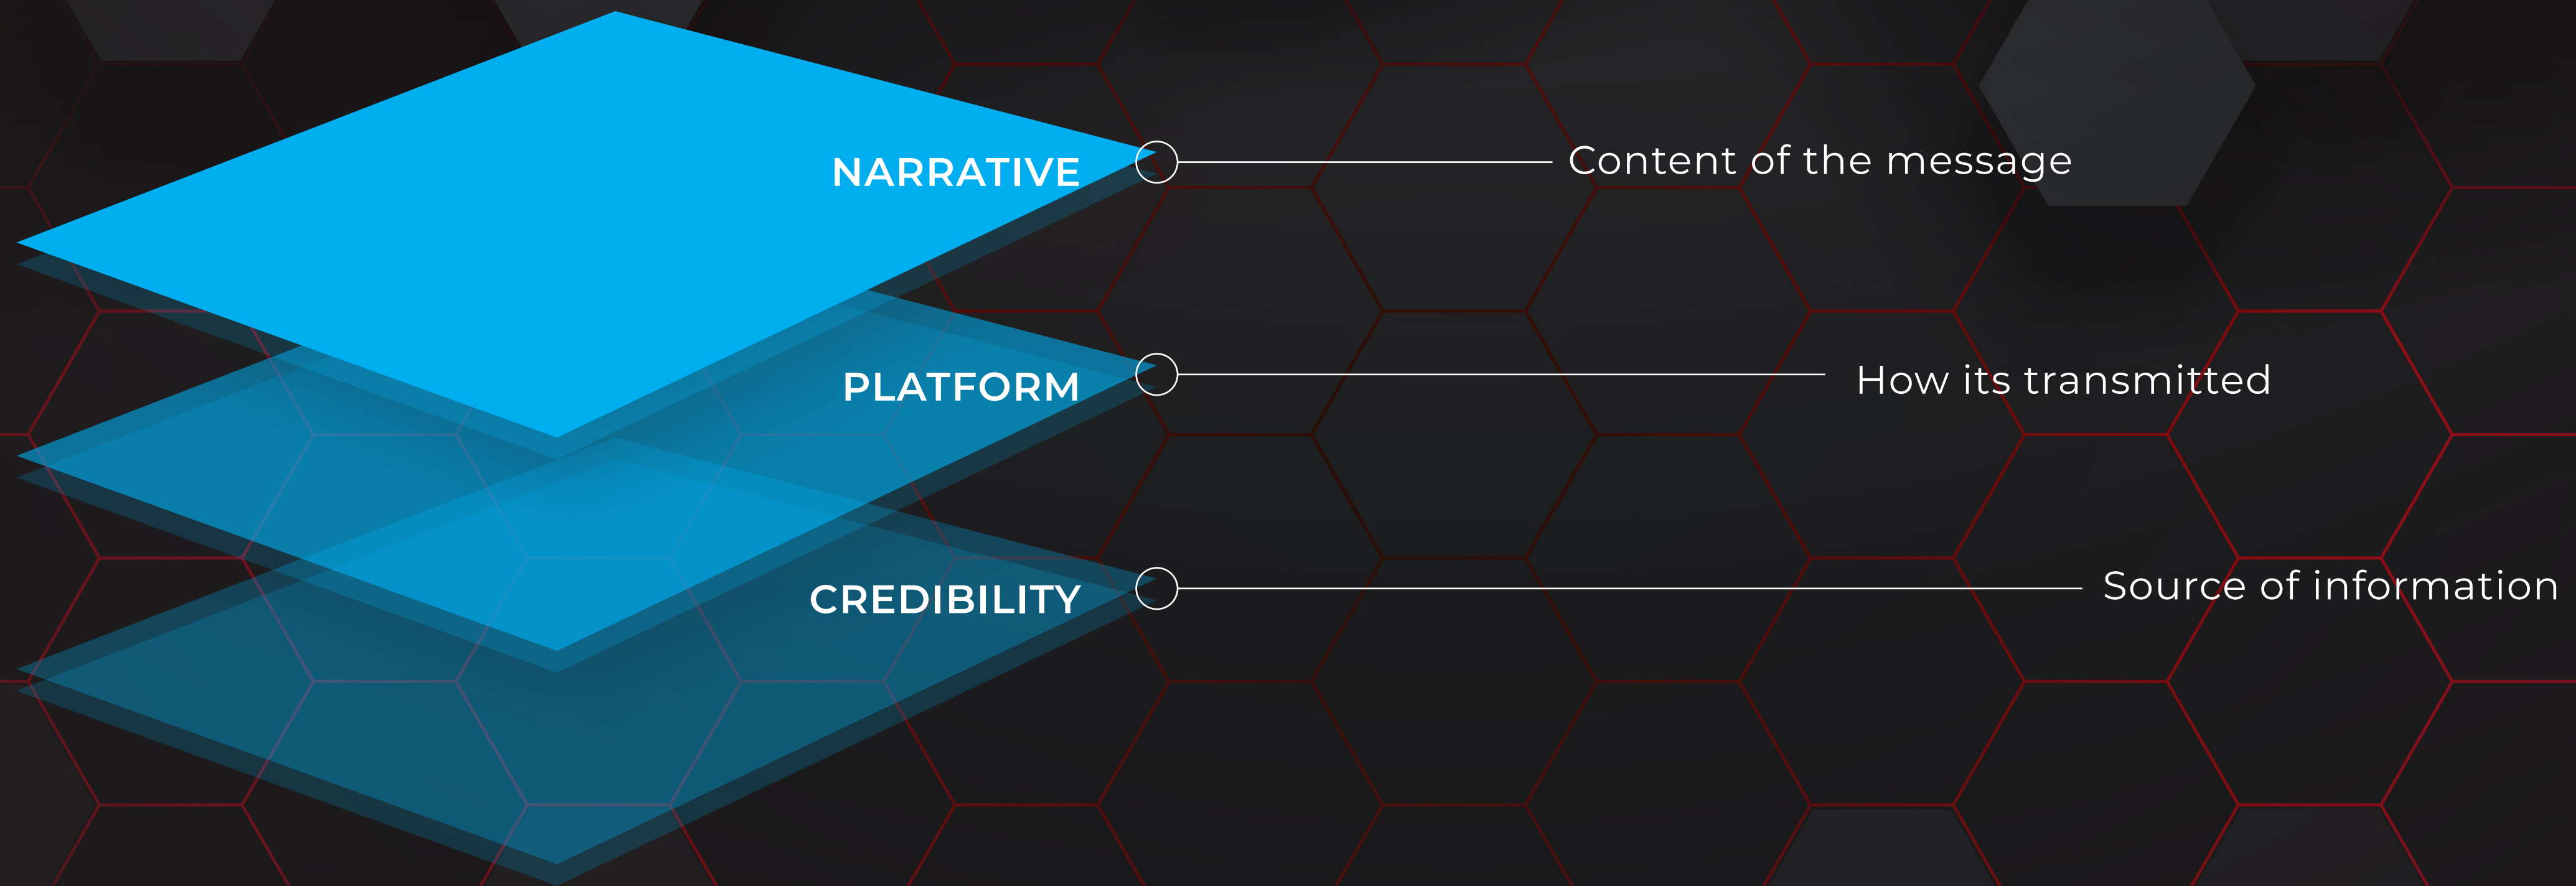 NARRATIVE
Content of the message
PLATFORM
How its transmitted
CREDIBILITY
Source of information